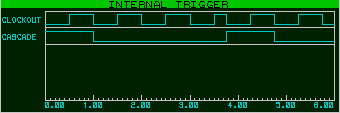 INTERNAL TRIGGER
CLOCKOUT
CASCADE
0.00 1.00 2.00 3.00 4.00 5.00 6.00